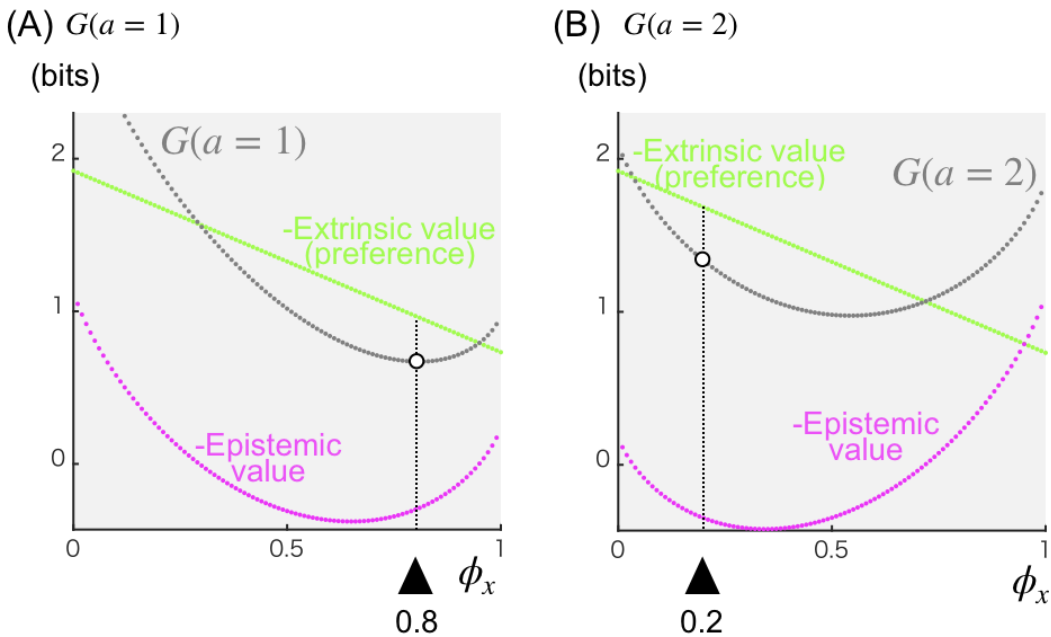 (A) G(a = 1)
(bits)
G(a = 1)
-Extrinsic value
(preference)
-Epistemic
value
2
1
0
0
0.5
1
ϕx
0.8
(B) G(a = 2)
(bits)
-Extrinsic value
(preference)
G(a = 2)
-Epistemic
value
2
1
0
0
0.5
1
ϕx
0.2